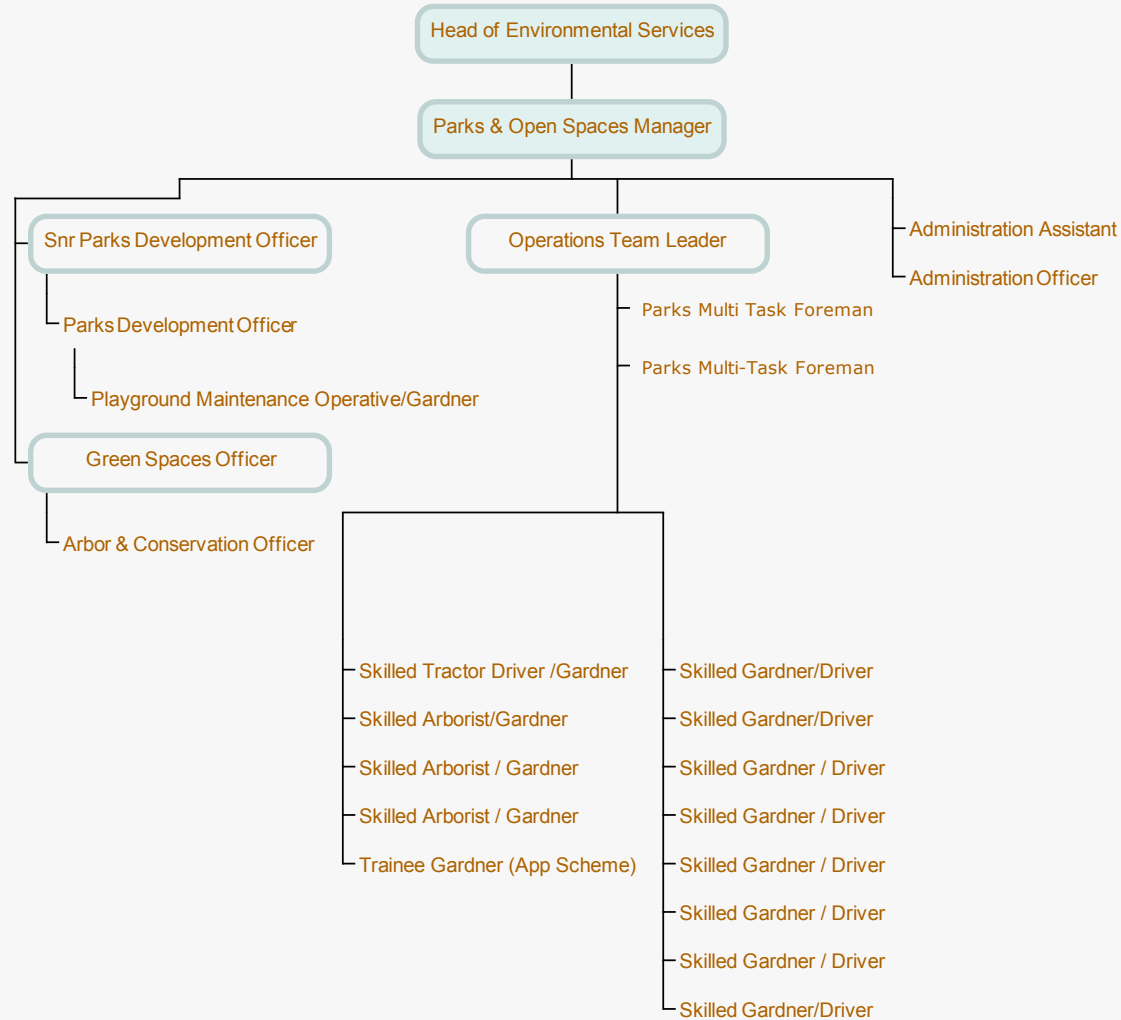 Head of Environmental Services
Parks & Open Spaces Manager
Snr Parks Development Officer
Parks Development Officer
Playground Maintenance Operative/Gardner
Green Spaces Officer
Arbor & Conservation Officer
Operations Team Leader
Parks Multi Task Foreman
Parks Multi-Task Foreman
Skilled Tractor Driver /Gardner
Skilled Arborist/Gardner
Skilled Arborist / Gardner
Skilled Arborist / Gardner
Trainee Gardner (App Scheme)
Skilled Gardner/Driver
Skilled Gardner/Driver
Skilled Gardner / Driver
Skilled Gardner / Driver
Skilled Gardner / Driver
Skilled Gardner / Driver
Skilled Gardner / Driver
Skilled Gardner/Driver
Administration Assistant
Administration Officer